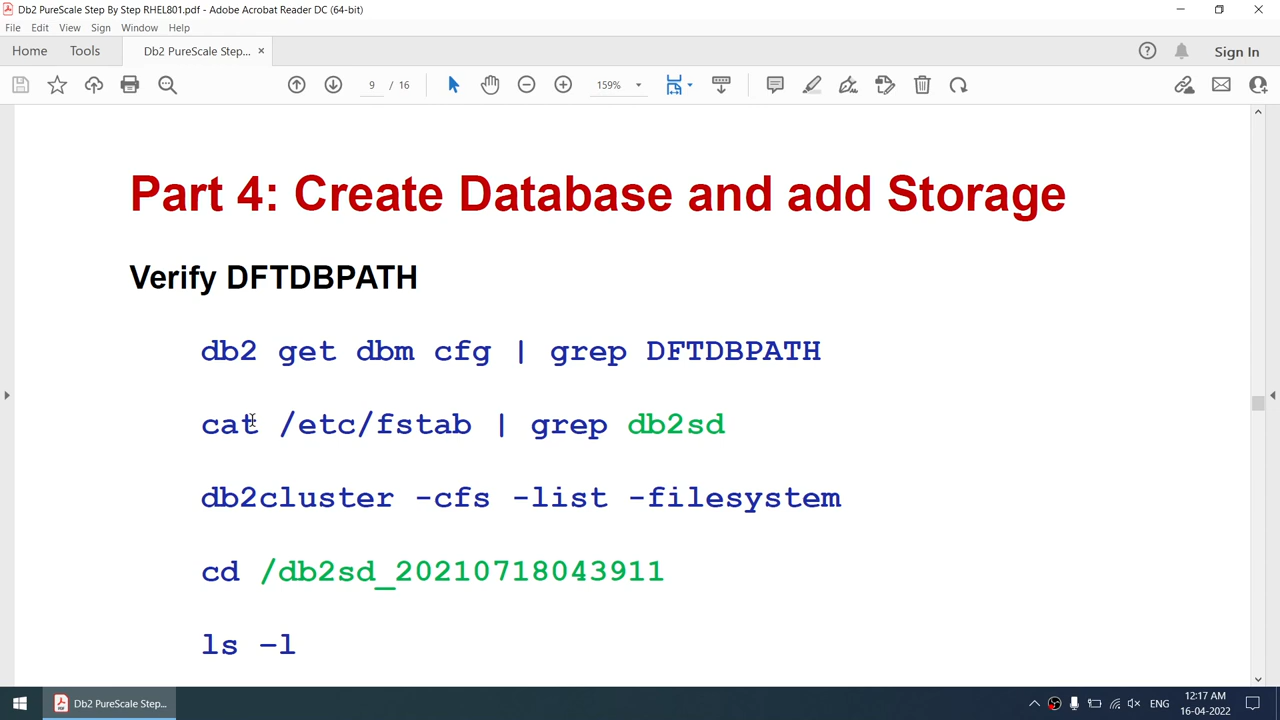 Db2 PureScale Step By Step RHEL801.pdf - Adobe Acrobat Reader DC (64-bit)
File Edit View Sign Window Help
Home Tools Db2 PureScale Step... × Sign In
9 / 16 159%
Part 4: Create Database and add Storage
Verify DFTDBPATH
db2 get dbm cfg | grep DFTDBPATH
cat /etc/fstab | grep db2sd
db2cluster -cfs -list -filesystem
cd /db2sd_20210718043911
ls –l
Db2 PureScale Step... ENG 12:17 AM
16-04-2022